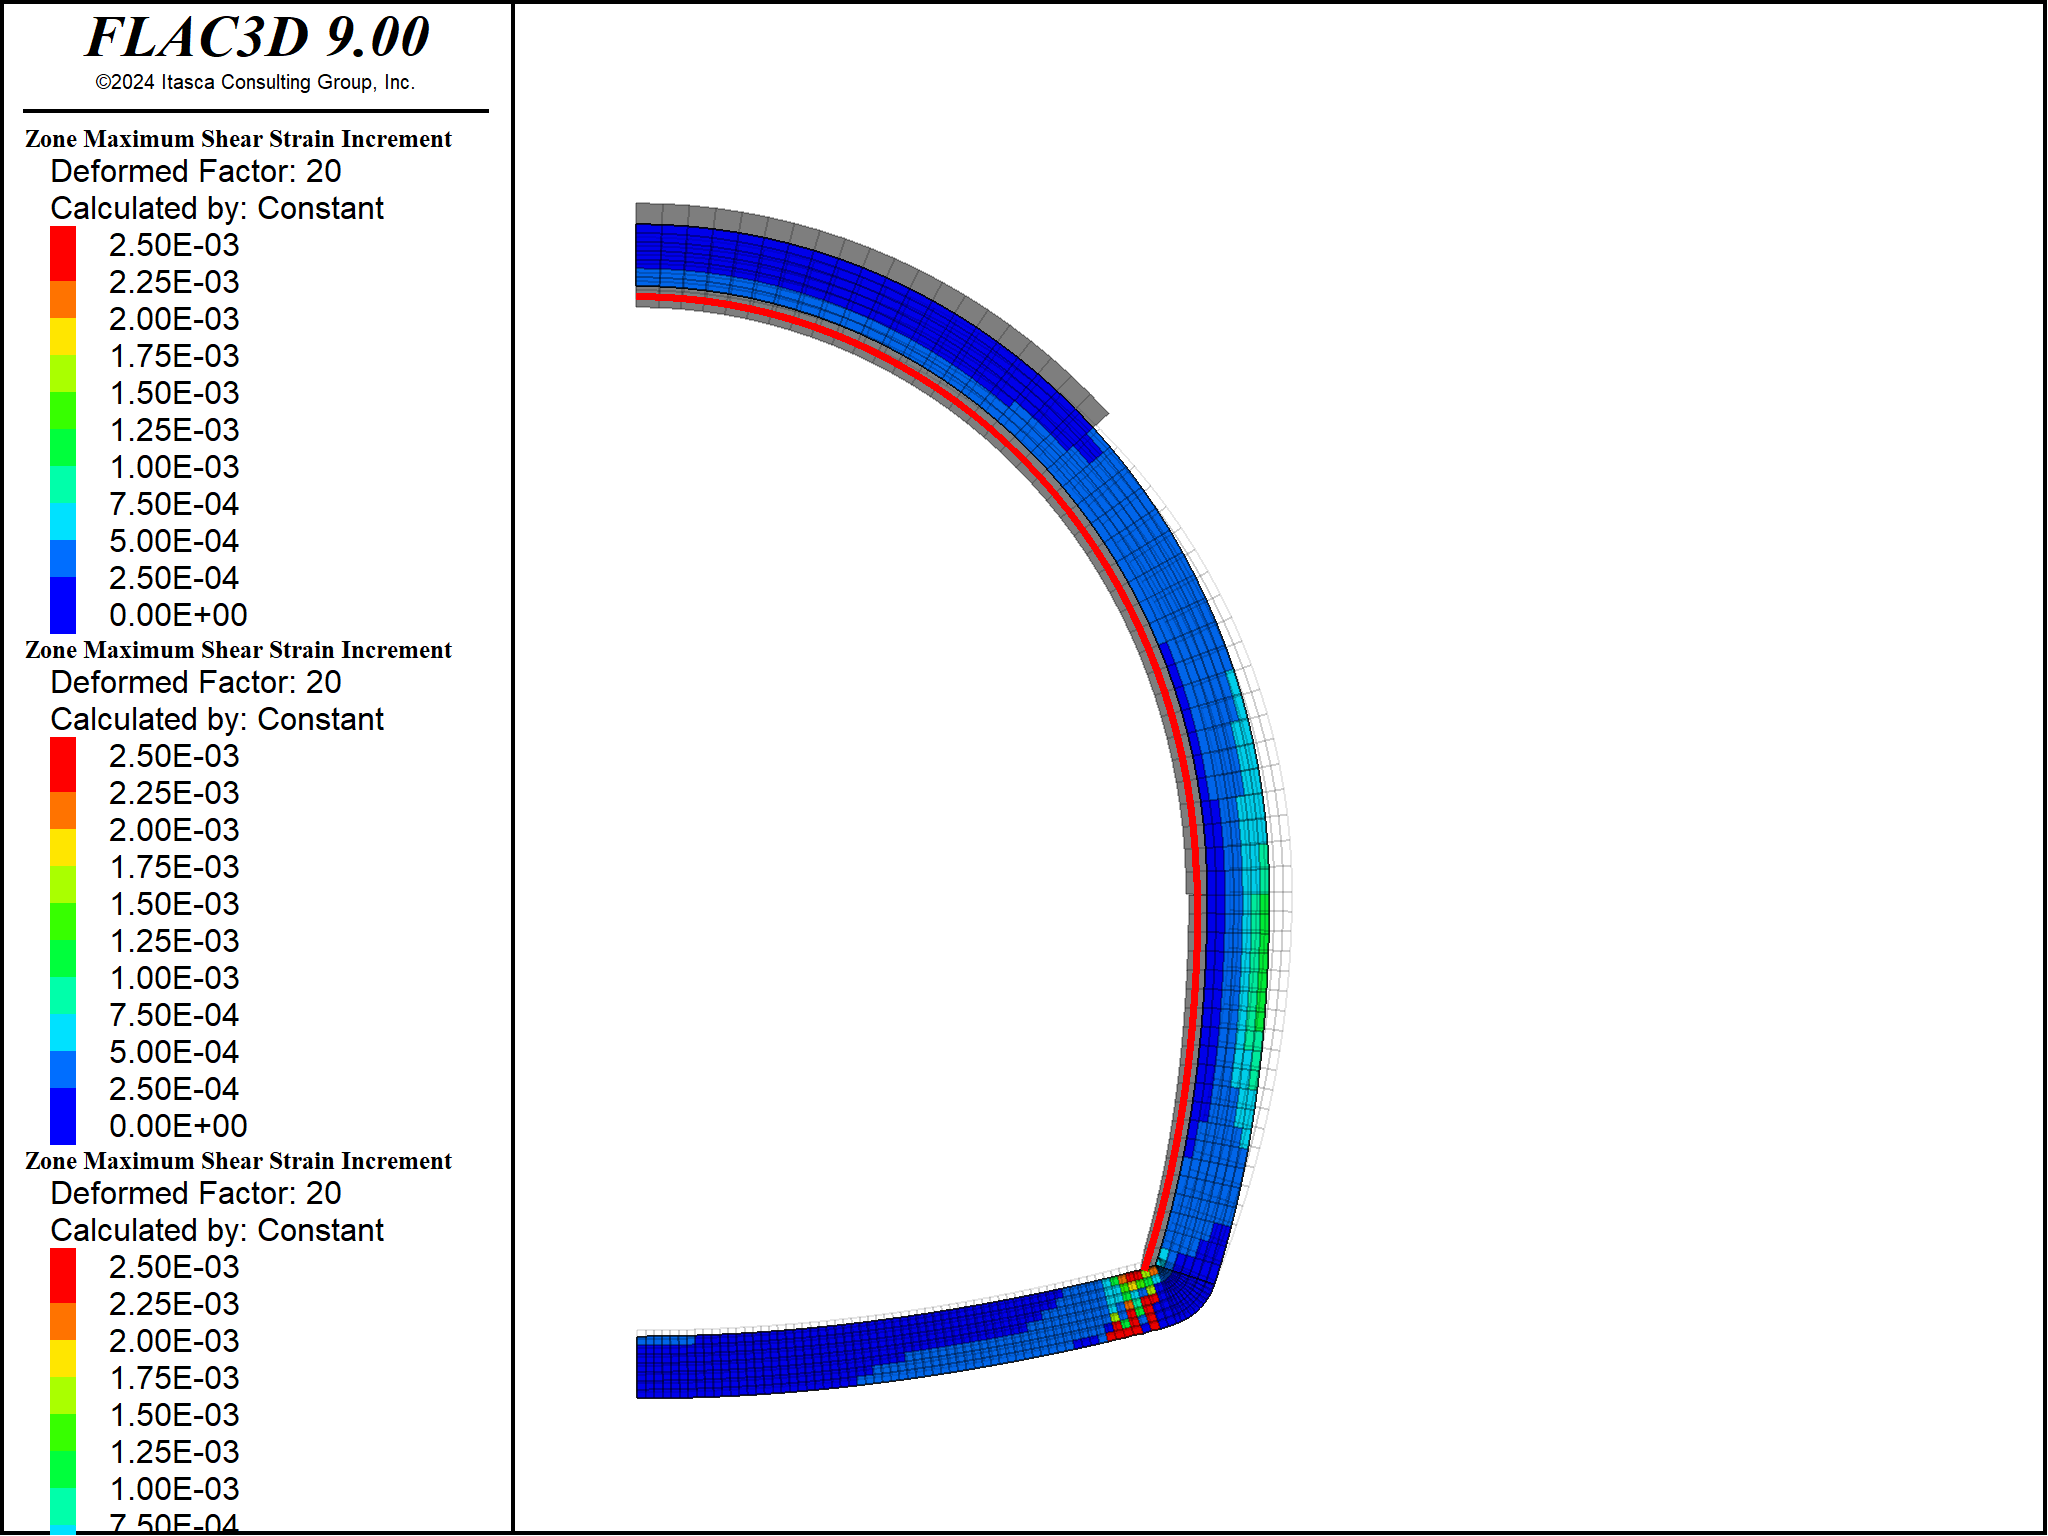 FLAC3D 9.00
©2024 Itasca Consulting Group, Inc.
Zone Maximum Shear Strain Increment
Deformed Factor: 20
Calculated by: Constant
2.50E-03
2.25E-03
2.00E-03
1.75E-03
1.50E-03
1.25E-03
1.00E-03
7.50E-04
5.00E-04
2.50E-04
0.00E+00
Zone Maximum Shear Strain Increment
Deformed Factor: 20
Calculated by: Constant
2.50E-03
2.25E-03
2.00E-03
1.75E-03
1.50E-03
1.25E-03
1.00E-03
7.50E-04
5.00E-04
2.50E-04
0.00E+00
Zone Maximum Shear Strain Increment
Deformed Factor: 20
Calculated by: Constant
2.50E-03
2.25E-03
2.00E-03
1.75E-03
1.50E-03
1.25E-03
1.00E-03
7.50E-04